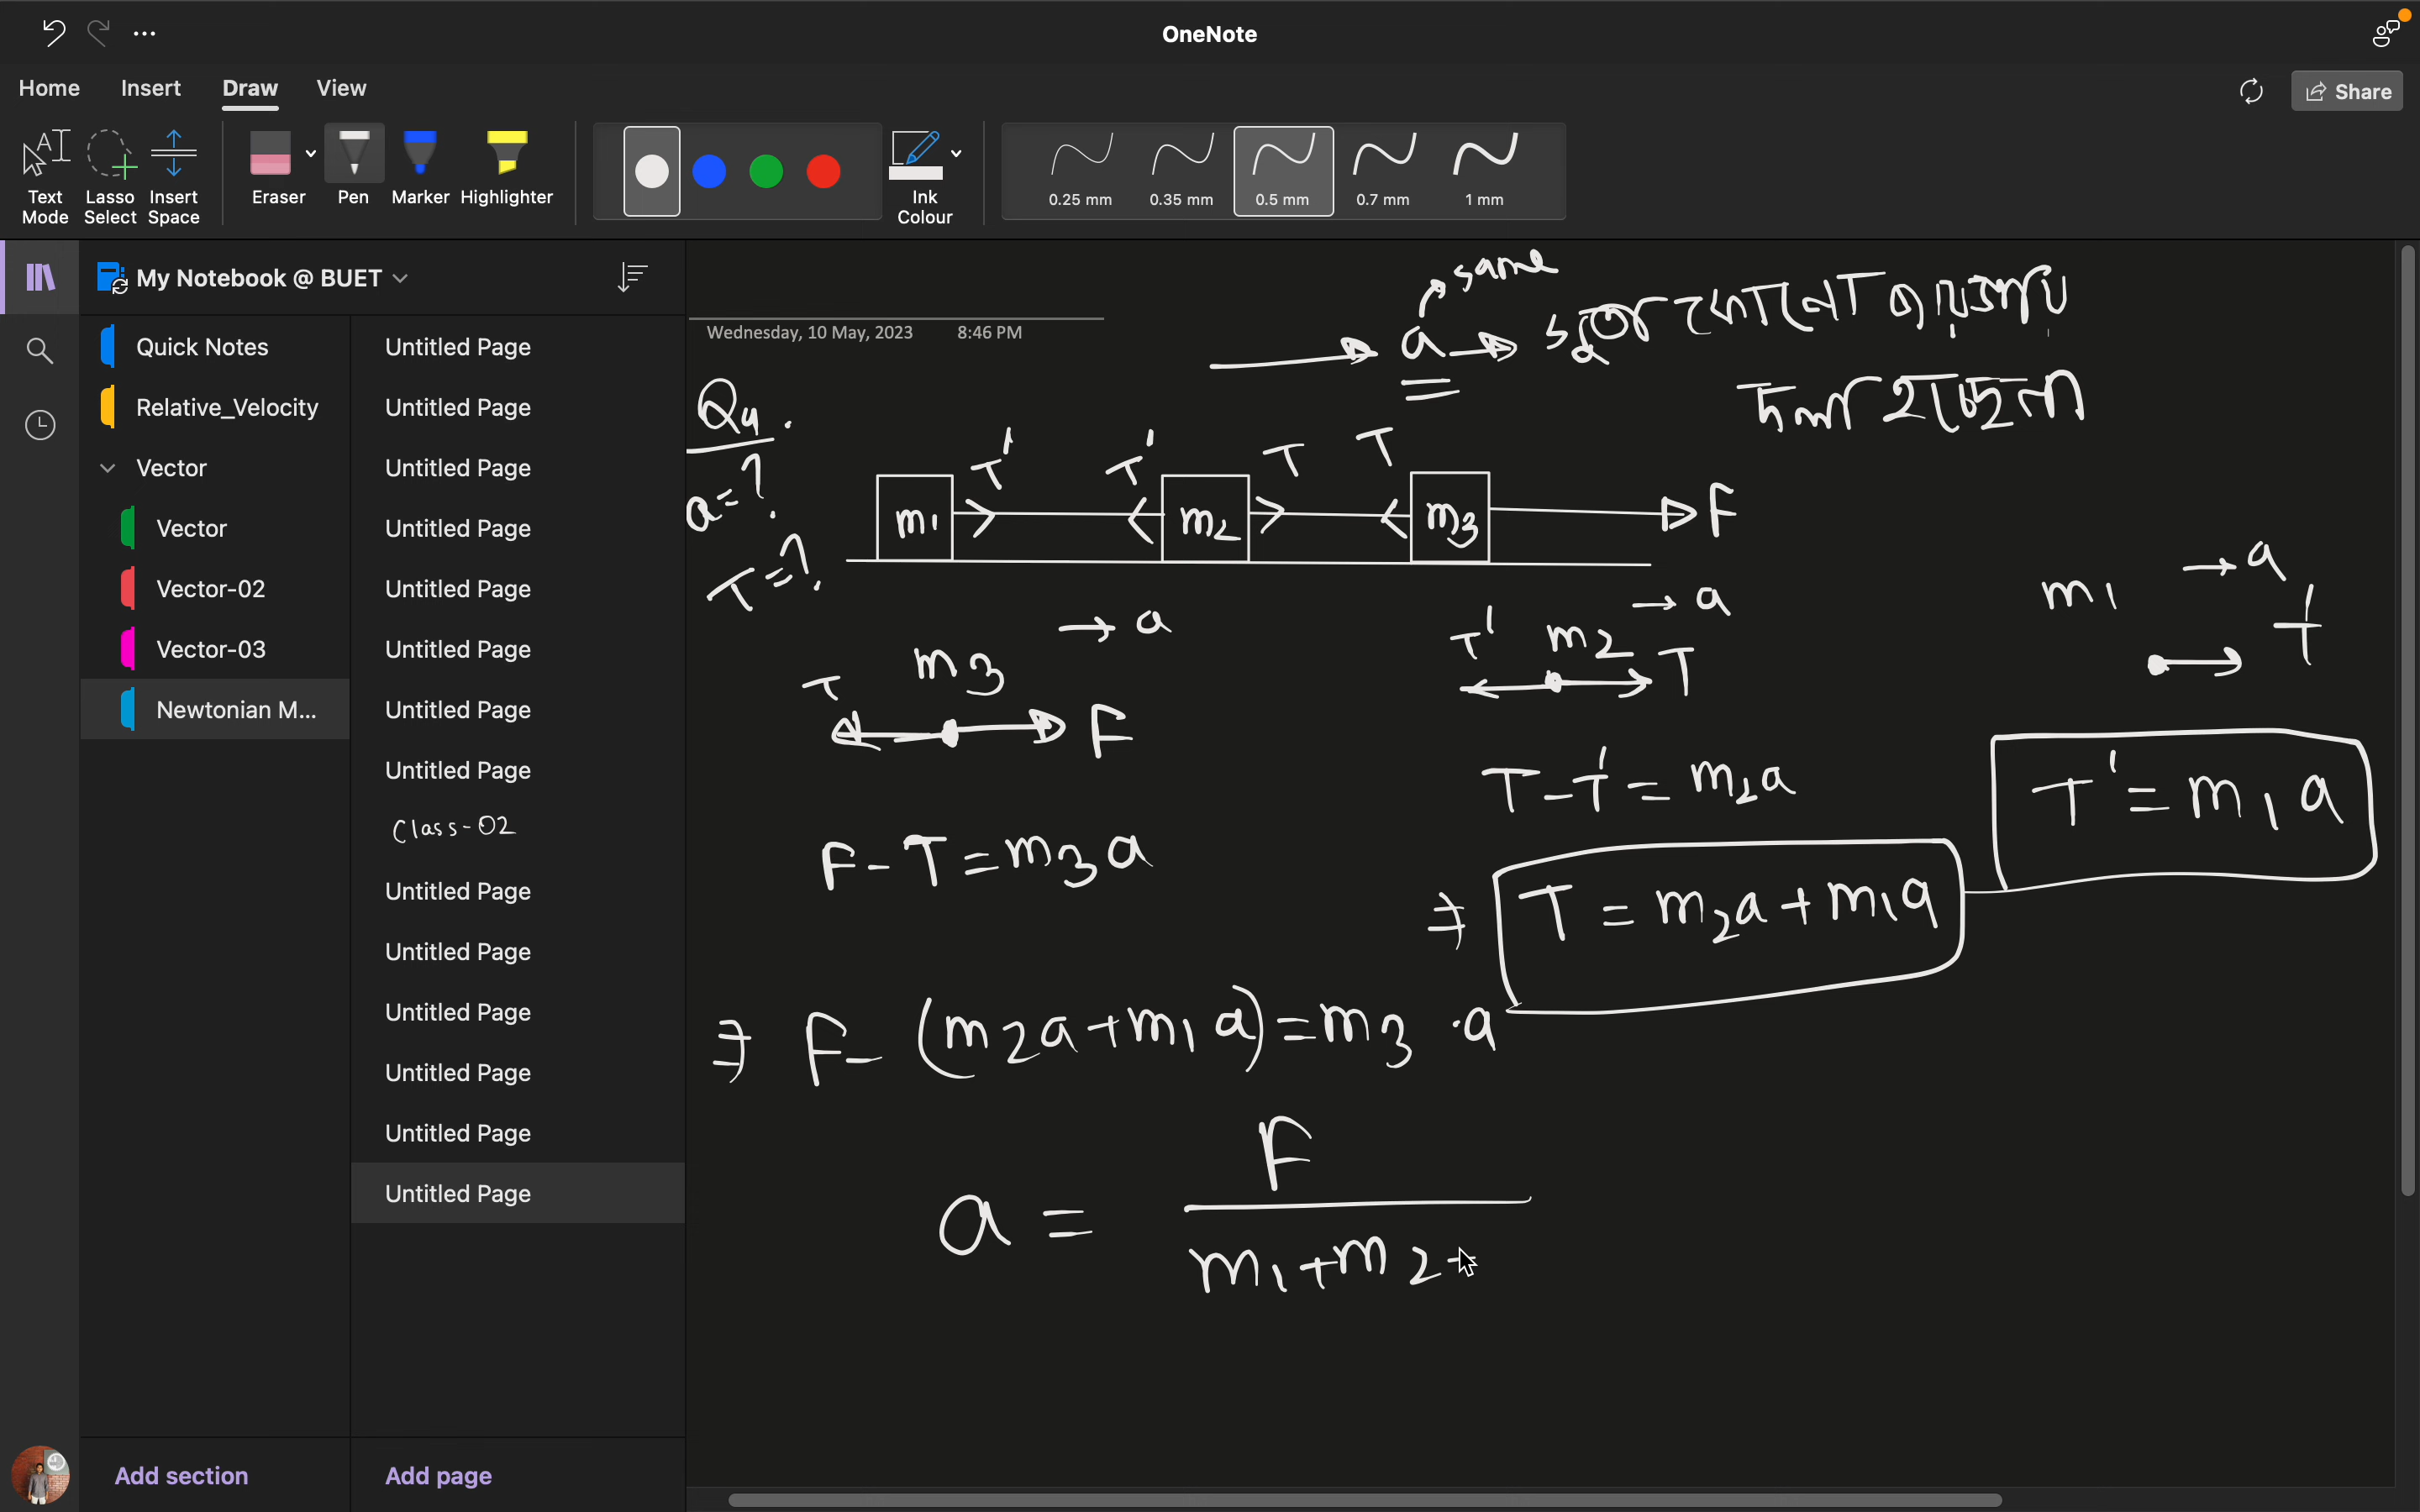 OneNote
Home Insert Draw View
Share
Text Mode
Lasso Select
Insert Space
Eraser
Pen
Marker
Highlighter
Ink Colour
0.25 mm
0.35 mm
0.5 mm
0.7 mm
1 mm
My Notebook @ BUET
Quick Notes
Relative_Velocity
Vector
Vector
Vector-02
Vector-03
Newtonian M...
Add section
Untitled Page
Untitled Page
Untitled Page
Untitled Page
Untitled Page
Untitled Page
Untitled Page
Untitled Page
Class-02
Untitled Page
Untitled Page
Untitled Page
Untitled Page
Untitled Page
Untitled Page
Add page
Wednesday, 10 May, 2023 8:46 PM
same
a
Q4.
a=?
T=?
T' T' T T
m1 m2 m3 F
m3 → a
T F
T' m2 → a
T
m1 → a
T'
F-T=m3a
T-T'=m2a
T'=m1a
⇒ T=m2a+m1a
⇒ F-(m2a+m1a)=m3·a
a = F
m1+m2+